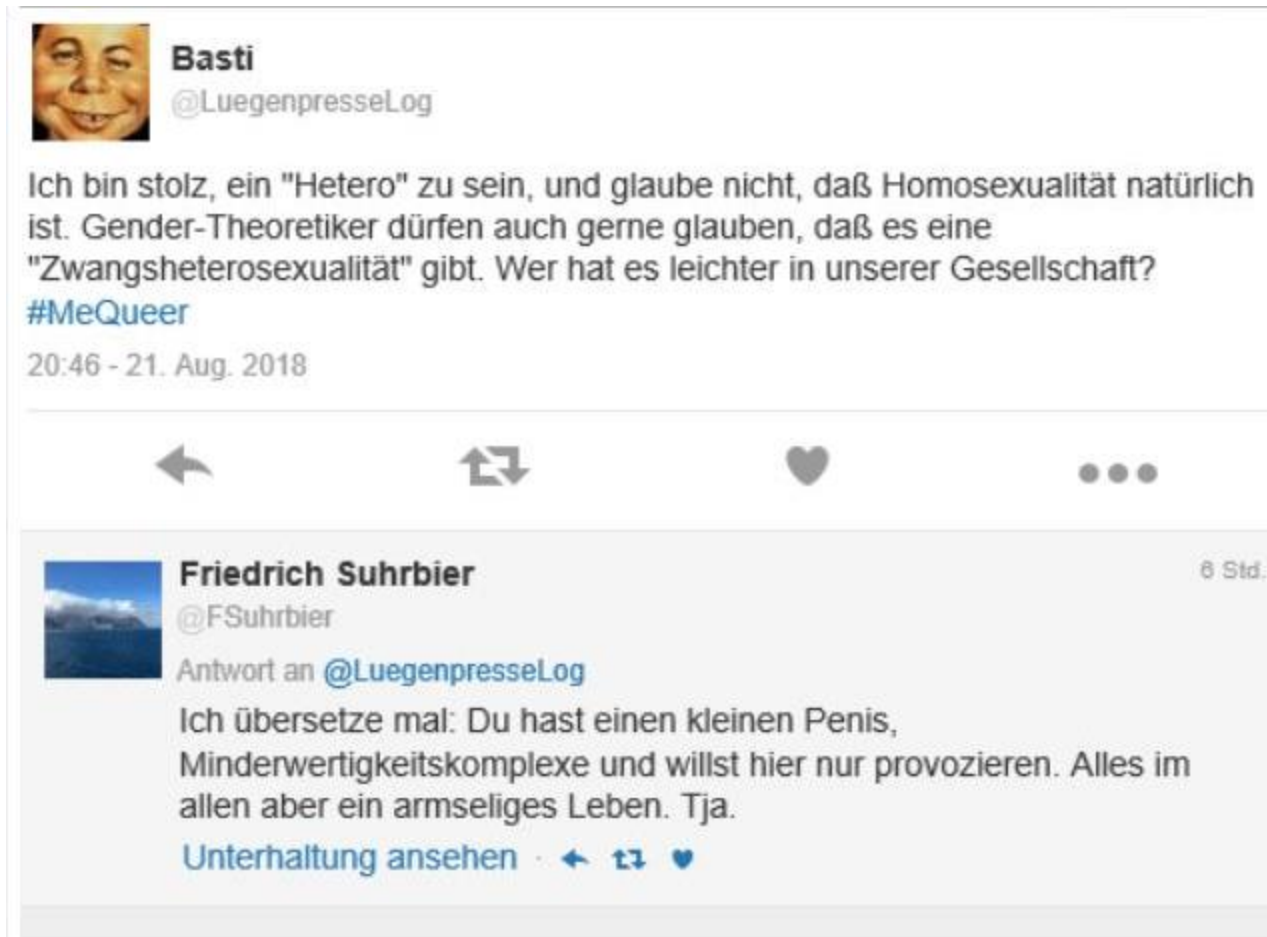 Basti
@LuegenpresseLog
Ich bin stolz, ein "Hetero" zu sein, und glaube nicht, daß Homosexualität natürlich
ist. Gender-Theoretiker dürfen auch gerne glauben, daß es eine
"Zwangsheterosexualität" gibt. Wer hat es leichter in unserer Gesellschaft?
#MeQueer
20:46 - 21. Aug. 2018
Friedrich Suhrbier
6 Std.
@FSuhrbier
Antwort an @LuegenpresseLog
Ich übersetze mal: Du hast einen kleinen Penis,
Minderwertigkeitskomplexe und willst hier nur provozieren. Alles im
allen aber ein armseliges Leben. Tja.
Unterhaltung ansehen ·